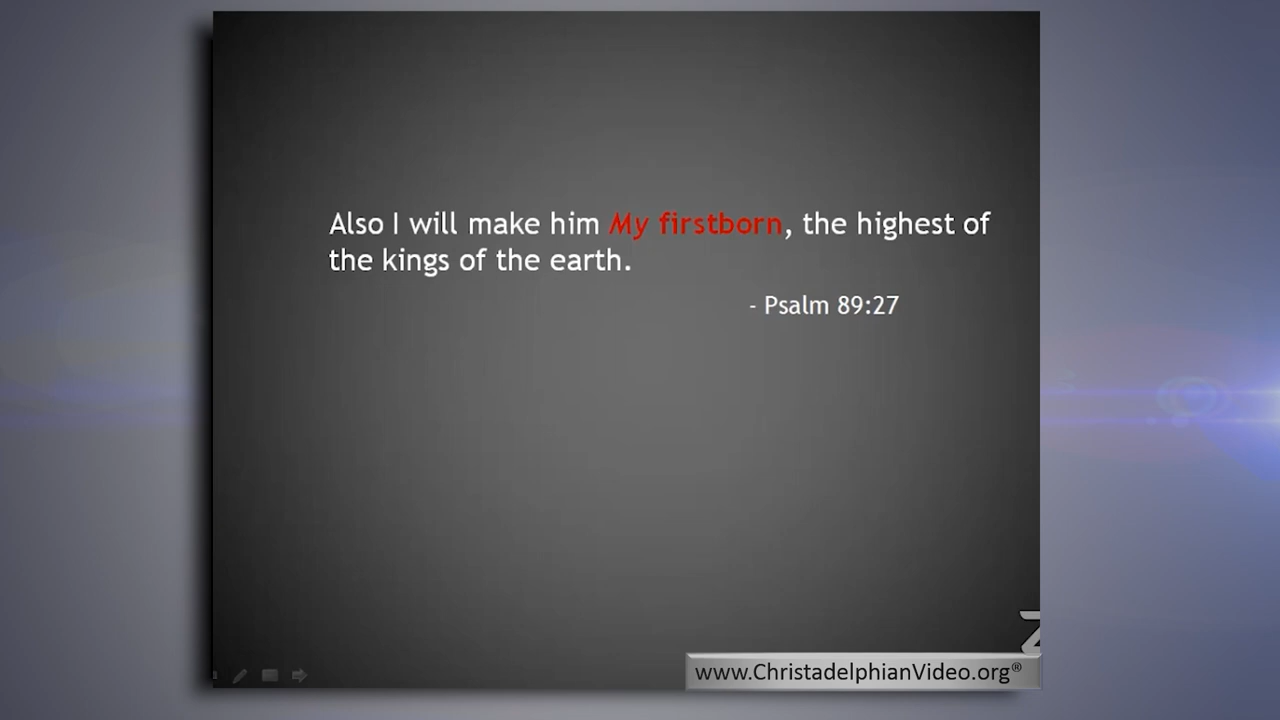 Also I will make him My firstborn, the highest of
the kings of the earth.
- Psalm 89:27
www.ChristadelphianVideo.org®